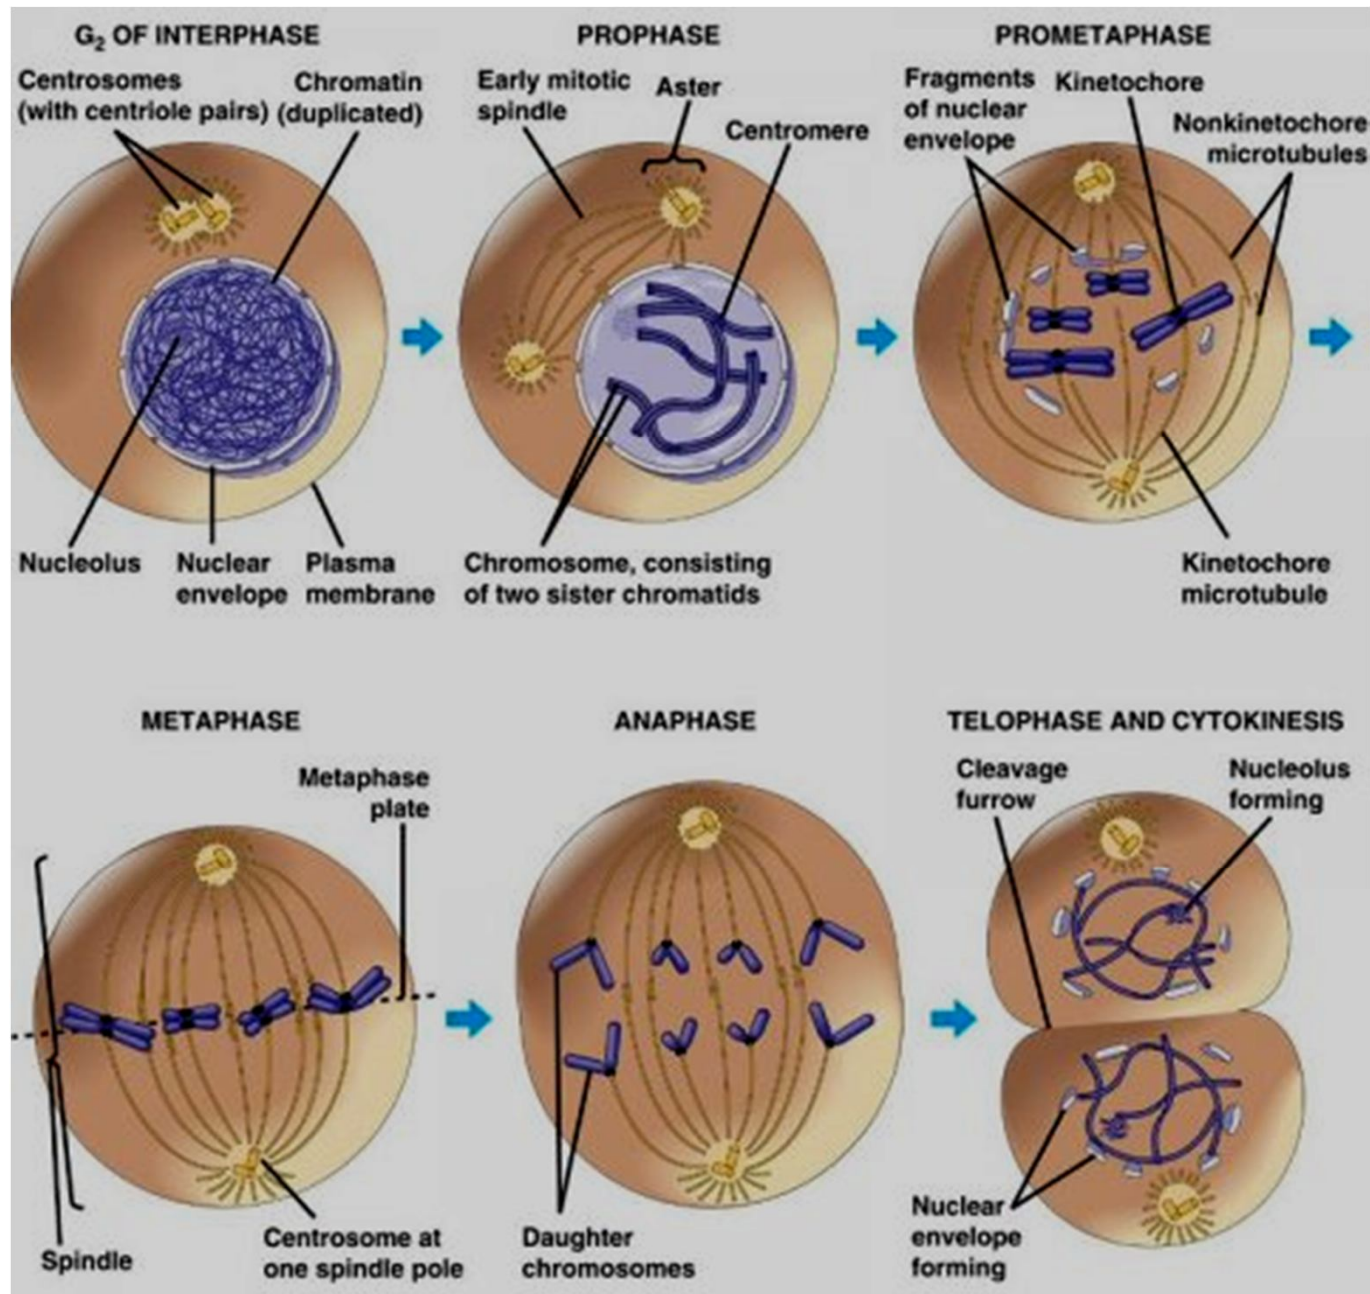 G₂ OF INTERPHASE
Centrosomes
(with centriole pairs)
Chromatin
(duplicated)
Nucleolus
Nuclear
envelope
Plasma
membrane
PROPHASE
Early mitotic
spindle
Aster
Centromere
Chromosome, consisting
of two sister chromatids
PROMETAPHASE
Fragments
of nuclear
envelope
Kinetochore
Nonkinetochore
microtubules
Kinetochore
microtubule
METAPHASE
Metaphase
plate
Spindle
Centrosome at
one spindle pole
ANAPHASE
Daughter
chromosomes
TELOPHASE AND CYTOKINESIS
Cleavage
furrow
Nucleolus
forming
Nuclear
envelope
forming